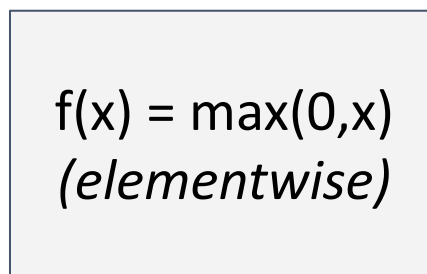 f(x) = max(0,x)
(elementwise)